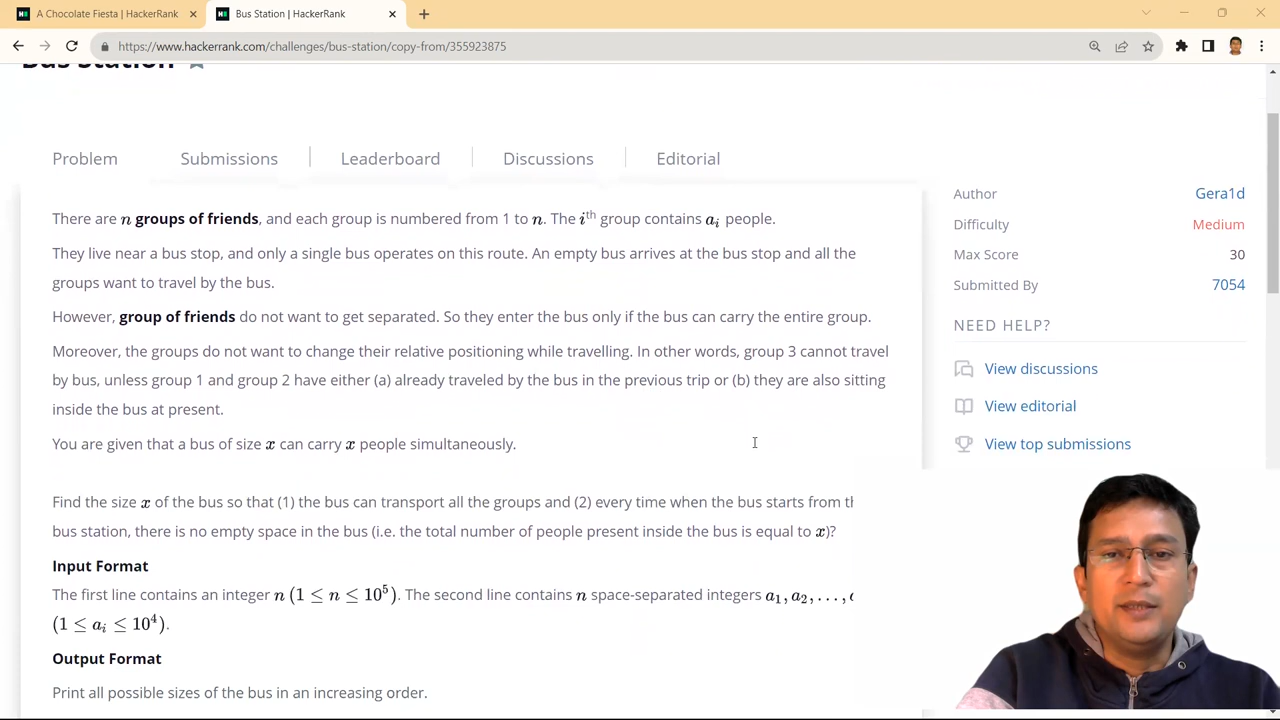 A Chocolate Fiesta | HackerRank
Bus Station | HackerRank
https://www.hackerrank.com/challenges/bus-station/copy-from/355923875
Bus Station
Problem
Submissions
Leaderboard
Discussions
Editorial
There are n groups of friends, and each group is numbered from 1 to n. The iᵗʰ group contains aᵢ people.
They live near a bus stop, and only a single bus operates on this route. An empty bus arrives at the bus stop and all the
groups want to travel by the bus.
However, group of friends do not want to get separated. So they enter the bus only if the bus can carry the entire group.
Moreover, the groups do not want to change their relative positioning while travelling. In other words, group 3 cannot travel
by bus, unless group 1 and group 2 have either (a) already traveled by the bus in the previous trip or (b) they are also sitting
inside the bus at present.
You are given that a bus of size x can carry x people simultaneously.
Find the size x of the bus so that (1) the bus can transport all the groups and (2) every time when the bus starts from th
bus station, there is no empty space in the bus (i.e. the total number of people present inside the bus is equal to x)?
Input Format
The first line contains an integer n (1 ≤ n ≤ 10⁵). The second line contains n space-separated integers a₁, a₂, ..., 
(1 ≤ aᵢ ≤ 10⁴).
Output Format
Print all possible sizes of the bus in an increasing order.
Author
Gera1d
Difficulty
Medium
Max Score
30
Submitted By
7054
NEED HELP?
View discussions
View editorial
View top submissions